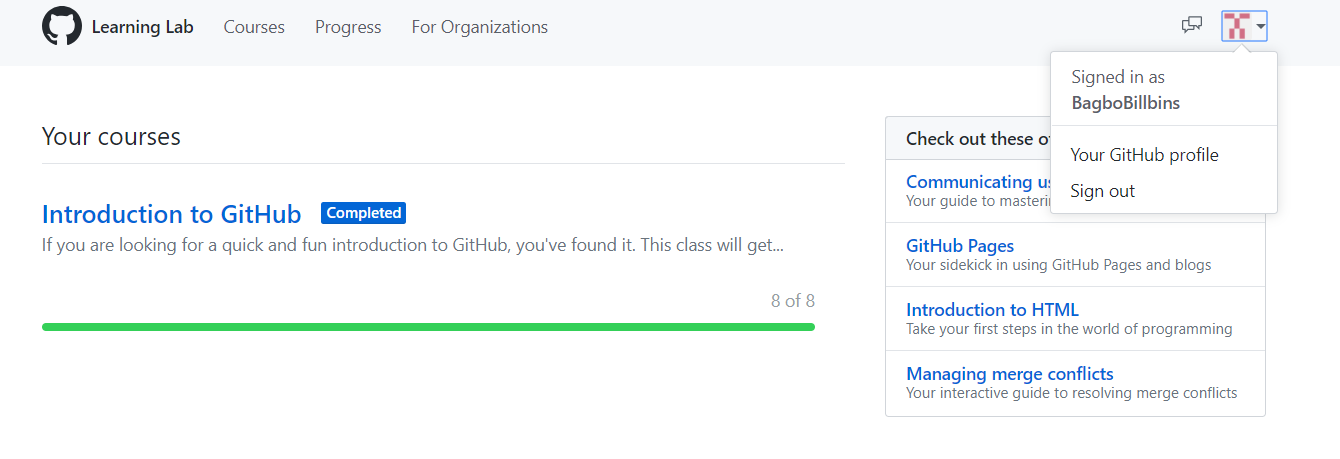 Learning Lab Courses Progress For Organizations
Signed in as
BagboBillbins
Your GitHub profile
Sign out
Your courses
Introduction to GitHub Completed
If you are looking for a quick and fun introduction to GitHub, you've found it. This class will get...
8 of 8
Check out these
Communicating
Your guide to
GitHub Pages
Your sidekick in using GitHub Pages and blogs
Introduction to HTML
Take your first steps in the world of programming
Managing merge conflicts
Your interactive guide to resolving merge conflicts